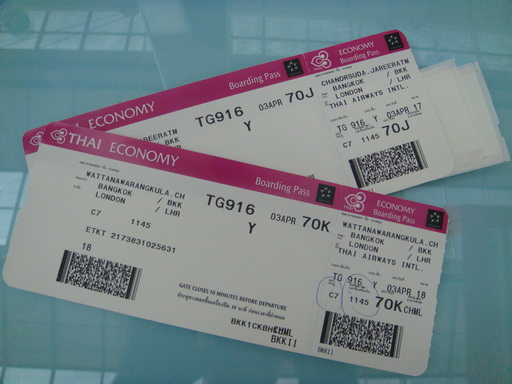 ECONOMY
Boarding Pass
JAREERATM
BKK
TG916
Y
03APR
70J
ECONOMY
Boarding Pass
CHANDRSUDA.JAREERATM
BANGKOK / BKK
LONDON / LHR
THAI AIRWAYS INTL.
TG 916 Y 03APR 17
C7 1145 70J
THAI ECONOMY
Boarding Pass
WATTANAWARANGKULA.CH
BANGKOK / BKK
LONDON / LHR
C7 1145
ETKT 2173831025631
18
TG916
Y
03APR
70K
GATE CLOSES 10 MINUTES BEFORE DEPARTURE
BKKII
ECONOMY
Boarding Pass
WATTANAWARANGKULA.CH
BANGKOK / BKK
LONDON / LHR
THAI AIRWAYS INTL.
TG 916 Y 03APR 18
C7 1145 70K CHML
BKKII